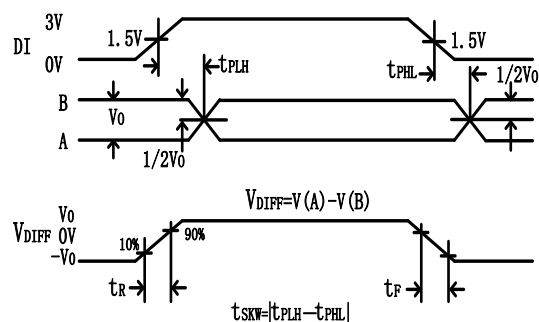 3V
DI
1.5V
1.5V
0V
tPLH
tPHL
1/2V0
B
V0
A
1/2V0
VDIFF=V(A)-V(B)
V0
VDIFF 0V
-V0
10%
90%
tR
tF
tSKW=|tPLH-tPHL|